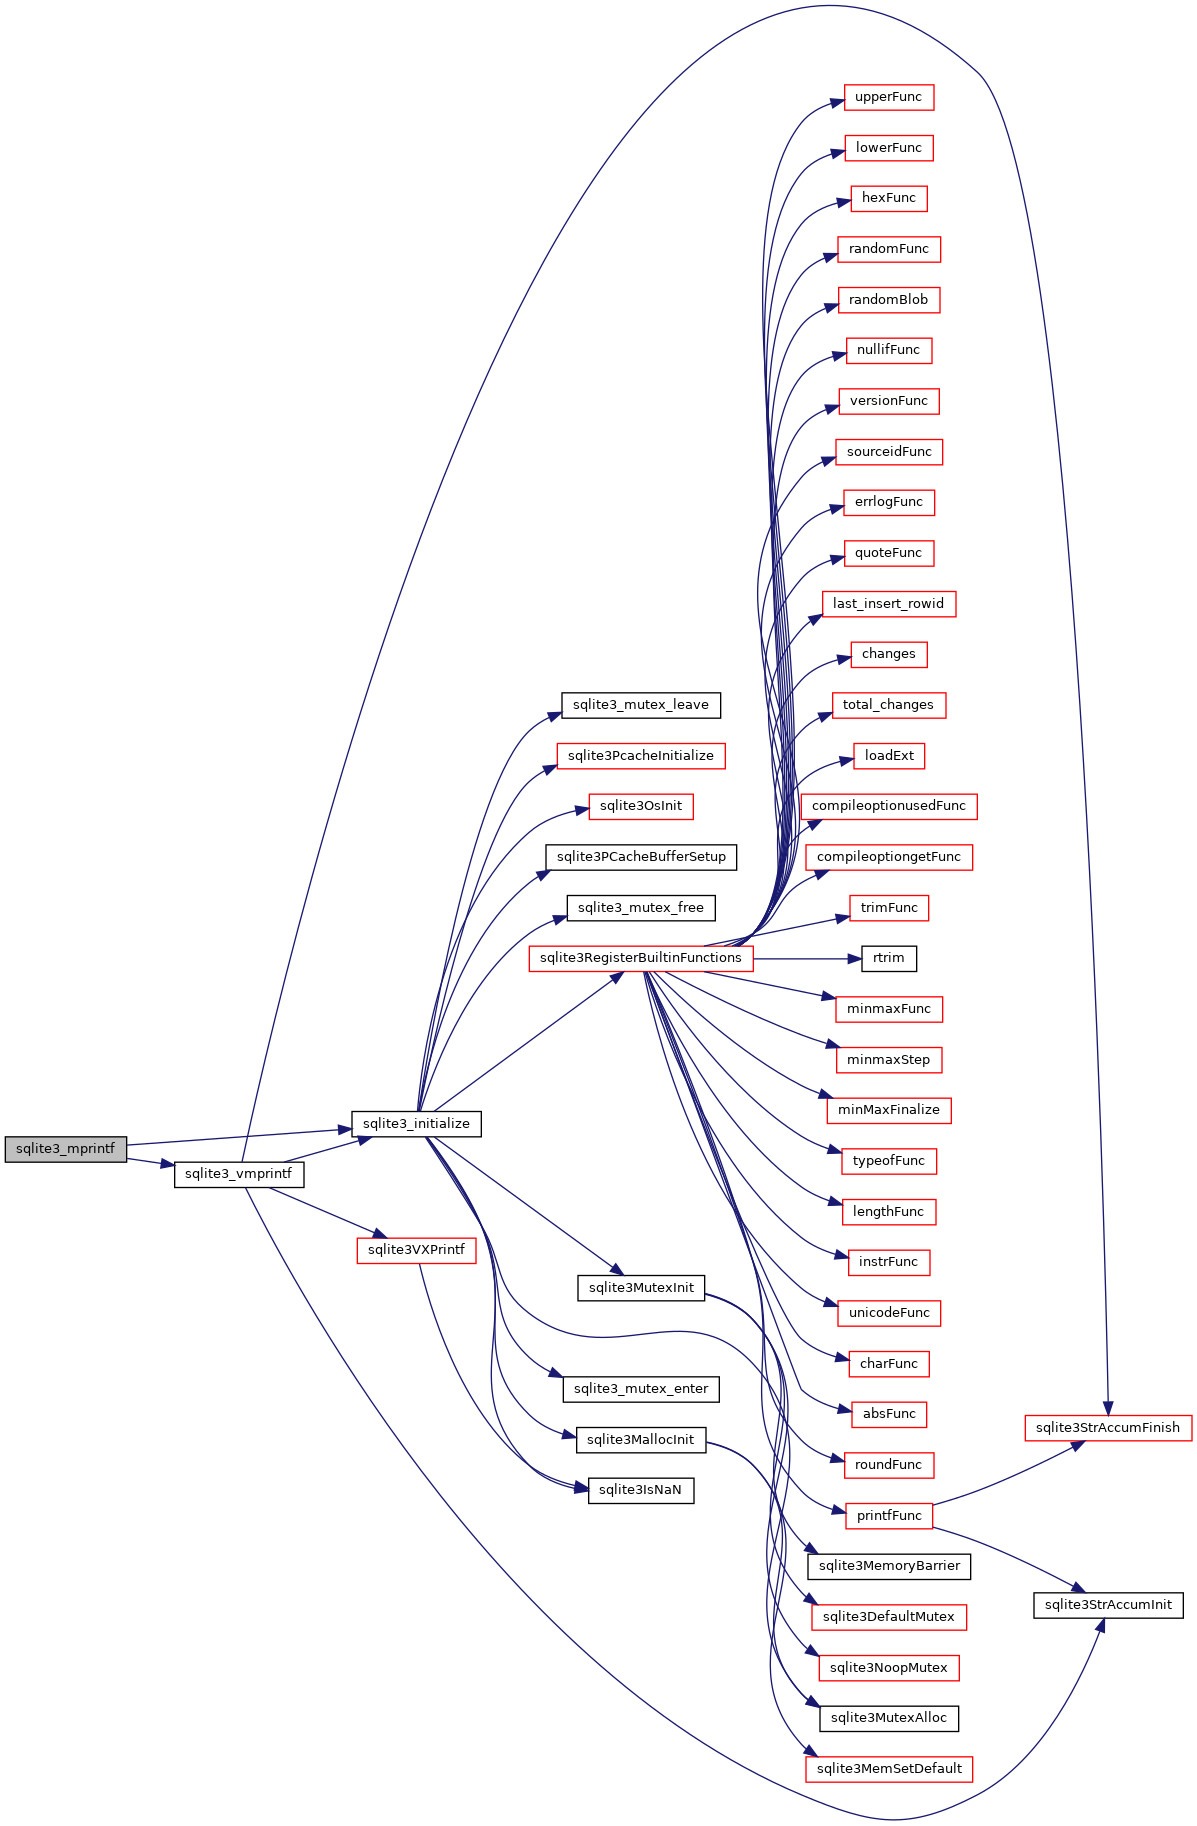 upperFunc
lowerFunc
hexFunc
randomFunc
randomBlob
nullifFunc
versionFunc
sourceidFunc
errlogFunc
quoteFunc
last_insert_rowid
changes
sqlite3_mutex_leave
total_changes
sqlite3PcacheInitialize
loadExt
sqlite3OsInit
compileoptionusedFunc
sqlite3PCacheBufferSetup
compileoptiongetFunc
sqlite3_mutex_free
trimFunc
sqlite3RegisterBuiltinFunctions
rtrim
minmaxFunc
minmaxStep
minMaxFinalize
sqlite3_initialize
sqlite3_mprintf
typeofFunc
sqlite3_vmprintf
lengthFunc
sqlite3VXPrintf
instrFunc
sqlite3MutexInit
unicodeFunc
charFunc
sqlite3_mutex_enter
absFunc
sqlite3StrAccumFinish
sqlite3MallocInit
roundFunc
sqlite3IsNaN
printfFunc
sqlite3MemoryBarrier
sqlite3StrAccumInit
sqlite3DefaultMutex
sqlite3NoopMutex
sqlite3MutexAlloc
sqlite3MemSetDefault